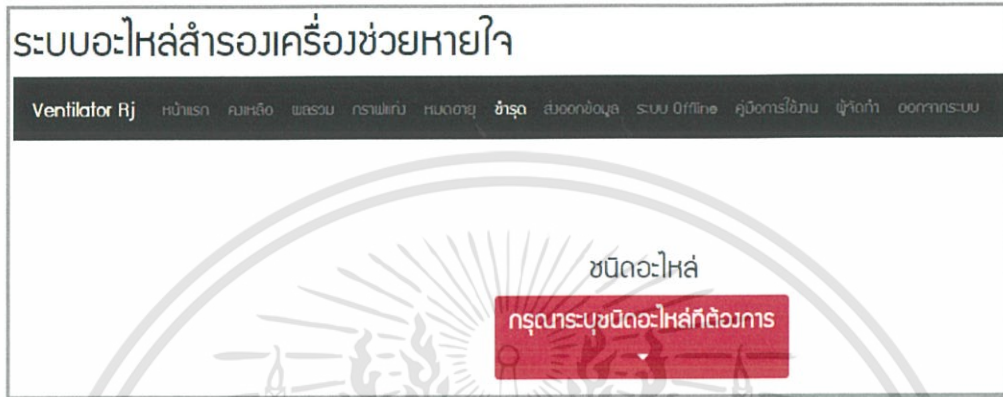 ระบบอะไหล่สำรองเครื่องช่วยหายใจ
Ventilator Rj หน้าแรก คงเหลือ ผลรวม กราฟแท่ง หมดอายุ ชำรุด ส่งออกข้อมูล ระบบ Offline คู่มือการใช้งาน ผู้จัดทำ ออกจากระบบ
ชนิดอะไหล่
กรุณาระบุชนิดอะไหล่ที่ต้องการ